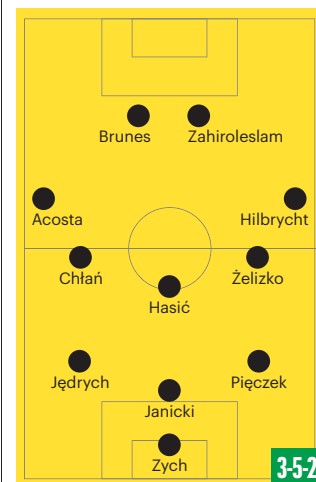 Brunes Zahiroleslam
Acosta Hilbrycht
Chłań Żelizko
Hasić
Jędrych Pięczek
Janicki
Zych
3-5-2